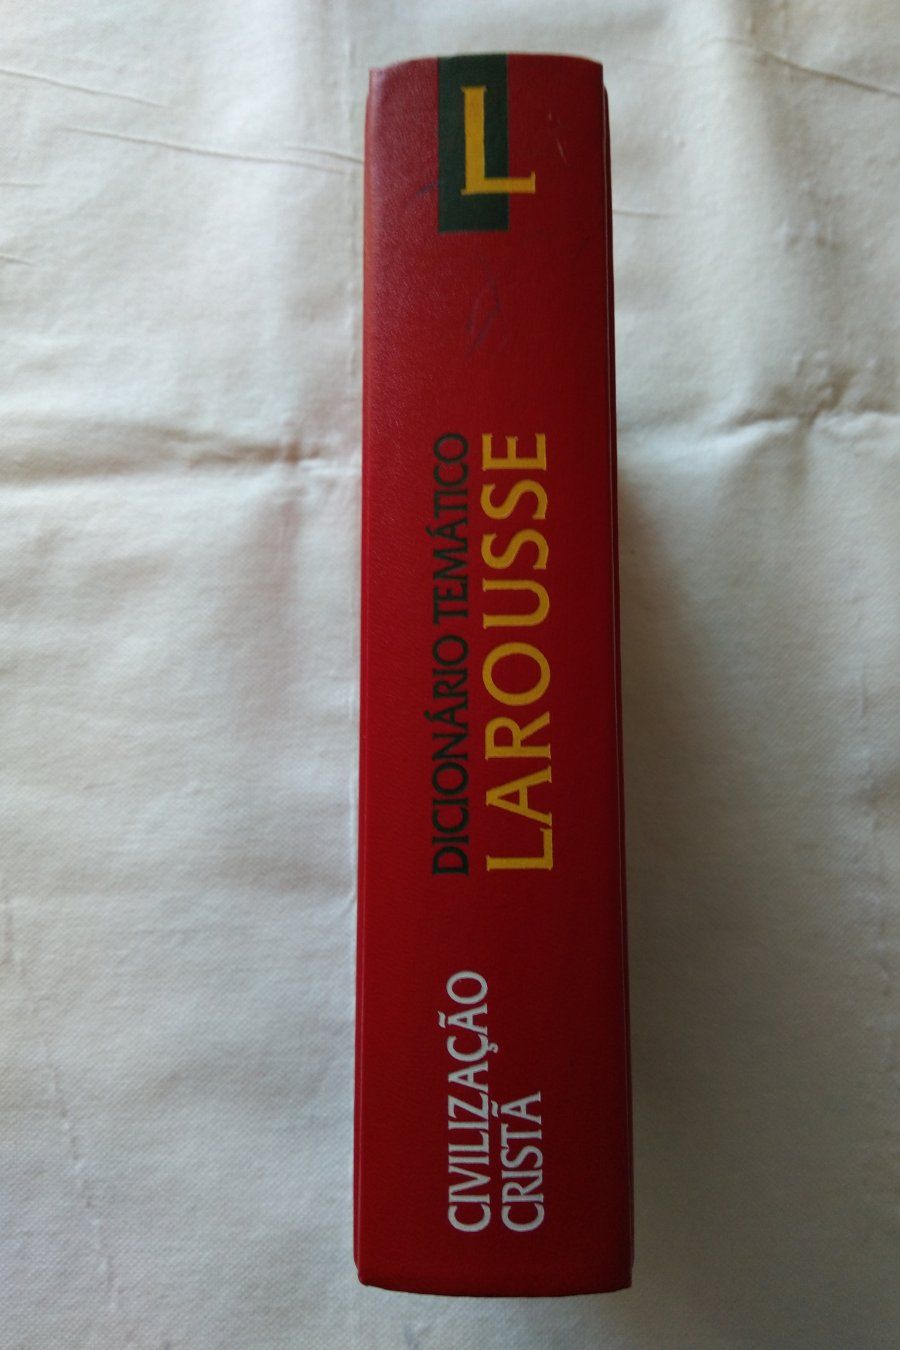 CIVILIZAÇÃO
CRISTÃ
DICIONÁRIO TEMÁTICO
LAROUSSE
L